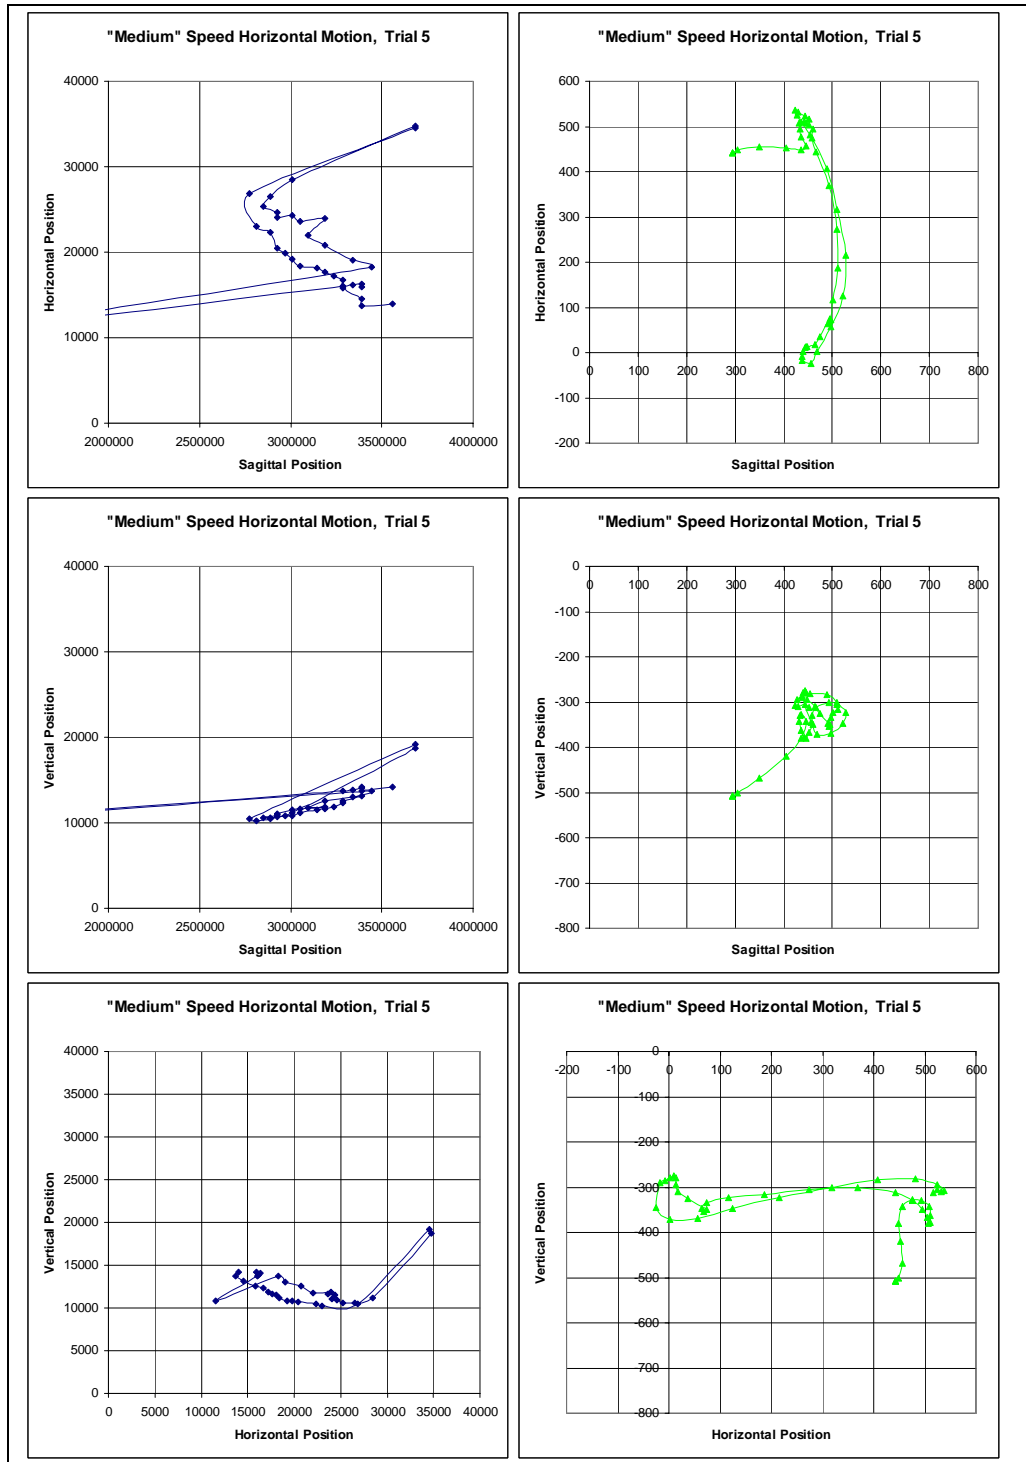 "Medium" Speed Horizontal Motion,  Trial 5
40000
30000
20000
10000
0
2000000 2500000 3000000 3500000 4000000
Horizontal Position
Sagittal Position
"Medium" Speed Horizontal Motion,  Trial 5
600
500
400
300
200
100
0
-100
-200
0 100 200 300 400 500 600 700 800
Horizontal Position
Sagittal Position
"Medium" Speed Horizontal Motion,  Trial 5
40000
30000
20000
10000
0
2000000 2500000 3000000 3500000 4000000
Vertical Position
Sagittal Position
"Medium" Speed Horizontal Motion,  Trial 5
0
-100
-200
-300
-400
-500
-600
-700
-800
0 100 200 300 400 500 600 700 800
Vertical Position
Sagittal Position
"Medium" Speed Horizontal Motion,  Trial 5
40000
35000
30000
25000
20000
15000
10000
5000
0
0 5000 10000 15000 20000 25000 30000 35000 40000
Vertical Position
Horizontal Position
"Medium" Speed Horizontal Motion,  Trial 5
0
-100
-200
-300
-400
-500
-600
-700
-800
-200 -100 0 100 200 300 400 500 600
Vertical Position
Horizontal Position